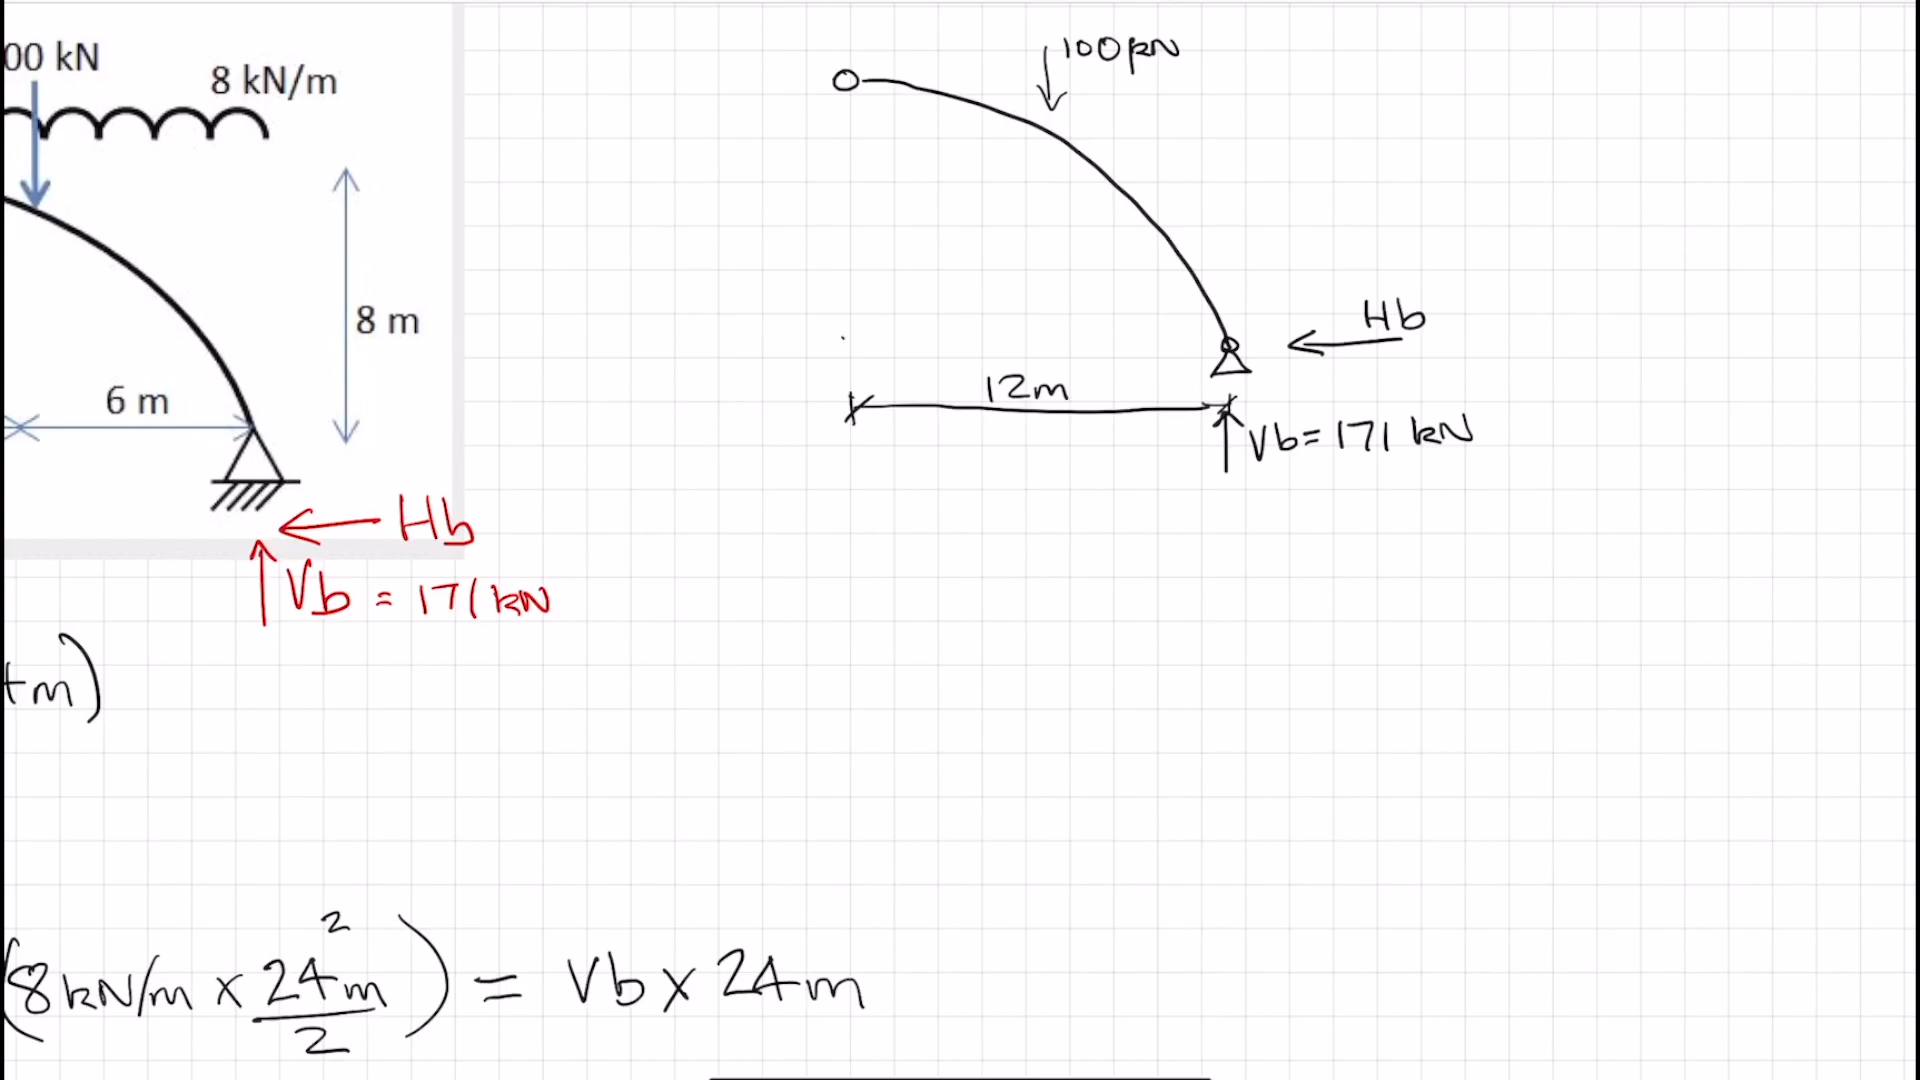 00 kN
8 kN/m
8 m
6 m
Hb
Vb = 171 kN
100 kN
Hb
12m
Vb = 171 kN
tm)
(8 kN/m x 24²m / 2) = Vb x 24 m